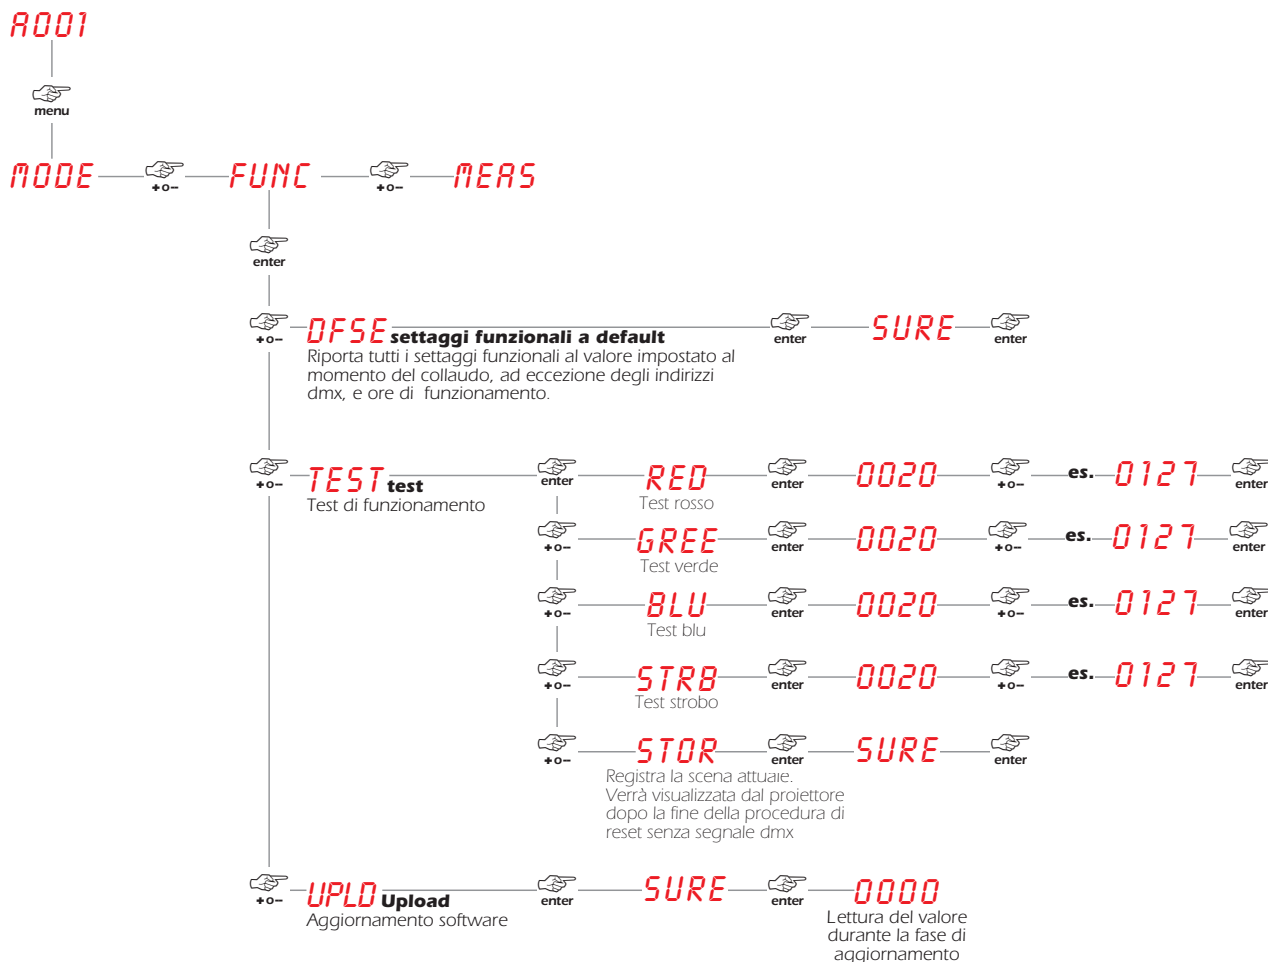 A001
menu
MODE +o– FUNC +o– MEAS
enter
+o– DFSE settaggi funzionali a default enter SURE enter
Riporta tutti i settaggi funzionali al valore impostato al
momento del collaudo, ad eccezione degli indirizzi
dmx, e ore di funzionamento.
+o– TEST test enter RED enter 0020 +o– es. 0127 enter
Test di funzionamento
Test rosso
+o– GREE enter 0020 +o– es. 0127 enter
Test verde
+o– BLU enter 0020 +o– es. 0127 enter
Test blu
+o– STRB enter 0020 +o– es. 0127 enter
Test strobo
+o– STOR enter SURE enter
Registra la scena attuale.
Verrà visualizzata dal proiettore
dopo la fine della procedura di
reset senza segnale dmx
+o– UPLD Upload enter SURE enter 0000
Aggiornamento software
Lettura del valore
durante la fase di
aggiornamento